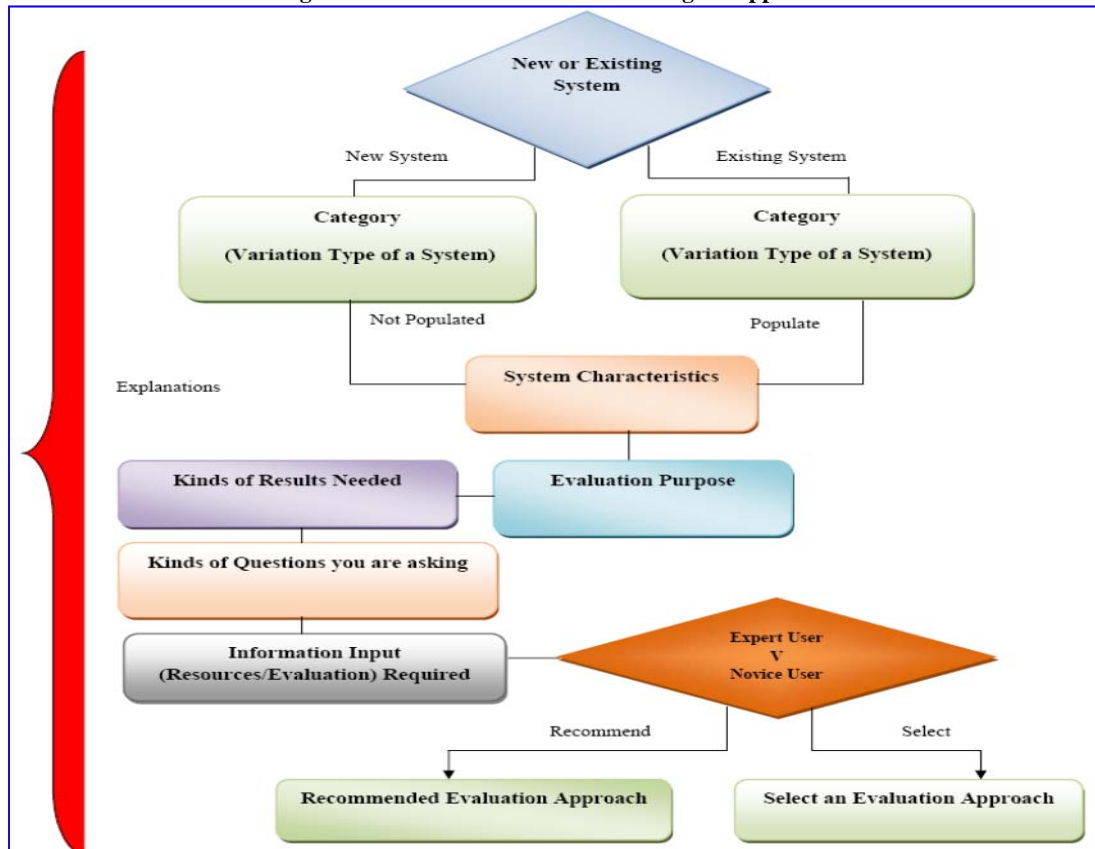 New or Existing
System
New System
Existing System
Category
(Variation Type of a System)
Category
(Variation Type of a System)
Not Populated
Populate
System Characteristics
Explanations
Kinds of Results Needed
Evaluation Purpose
Kinds of Questions you are asking
Information Input
(Resources/Evaluation) Required
Expert User
V
Novice User
Recommend
Select
Recommended Evaluation Approach
Select an Evaluation Approach